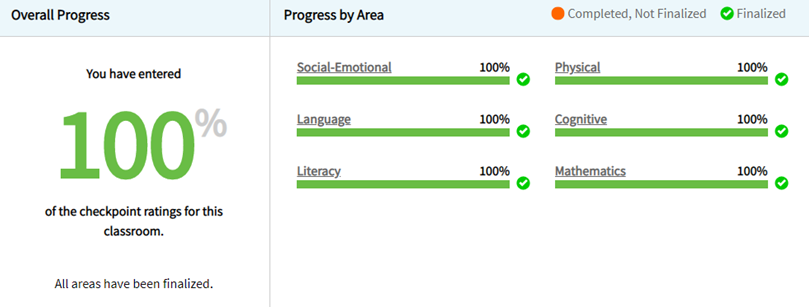 Overall Progress
Progress by Area
Completed, Not Finalized
Finalized
You have entered
100%
of the checkpoint ratings for this
classroom.
All areas have been finalized.
Social-Emotional 100%
Physical 100%
Language 100%
Cognitive 100%
Literacy 100%
Mathematics 100%